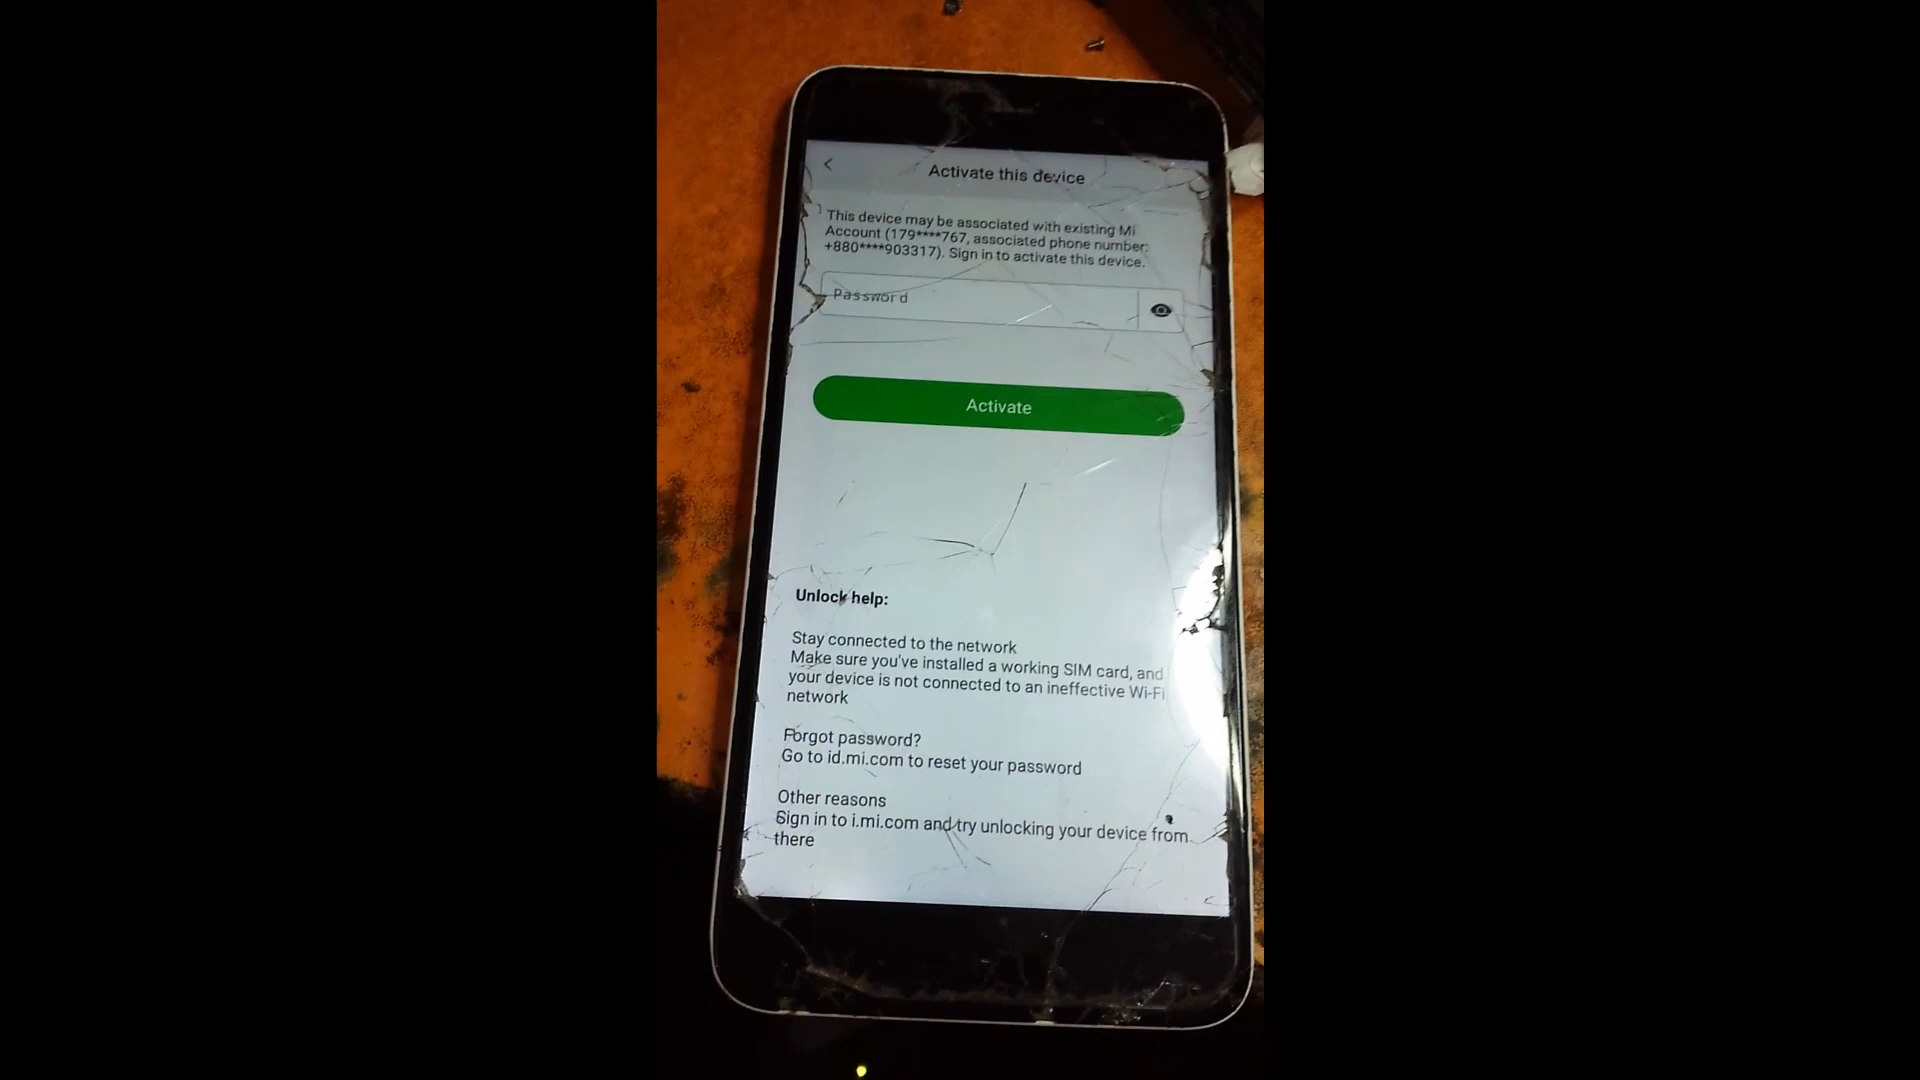 Activate this device
This device may be associated with existing Mi
Account (179****767, associated phone number:
+880****903317). Sign in to activate this device.
Password
Activate
Unlock help:
Stay connected to the network
Make sure you've installed a working SIM card, and
your device is not connected to an ineffective Wi-Fi
network
Forgot password?
Go to id.mi.com to reset your password
Other reasons
Sign in to i.mi.com and try unlocking your device from
there